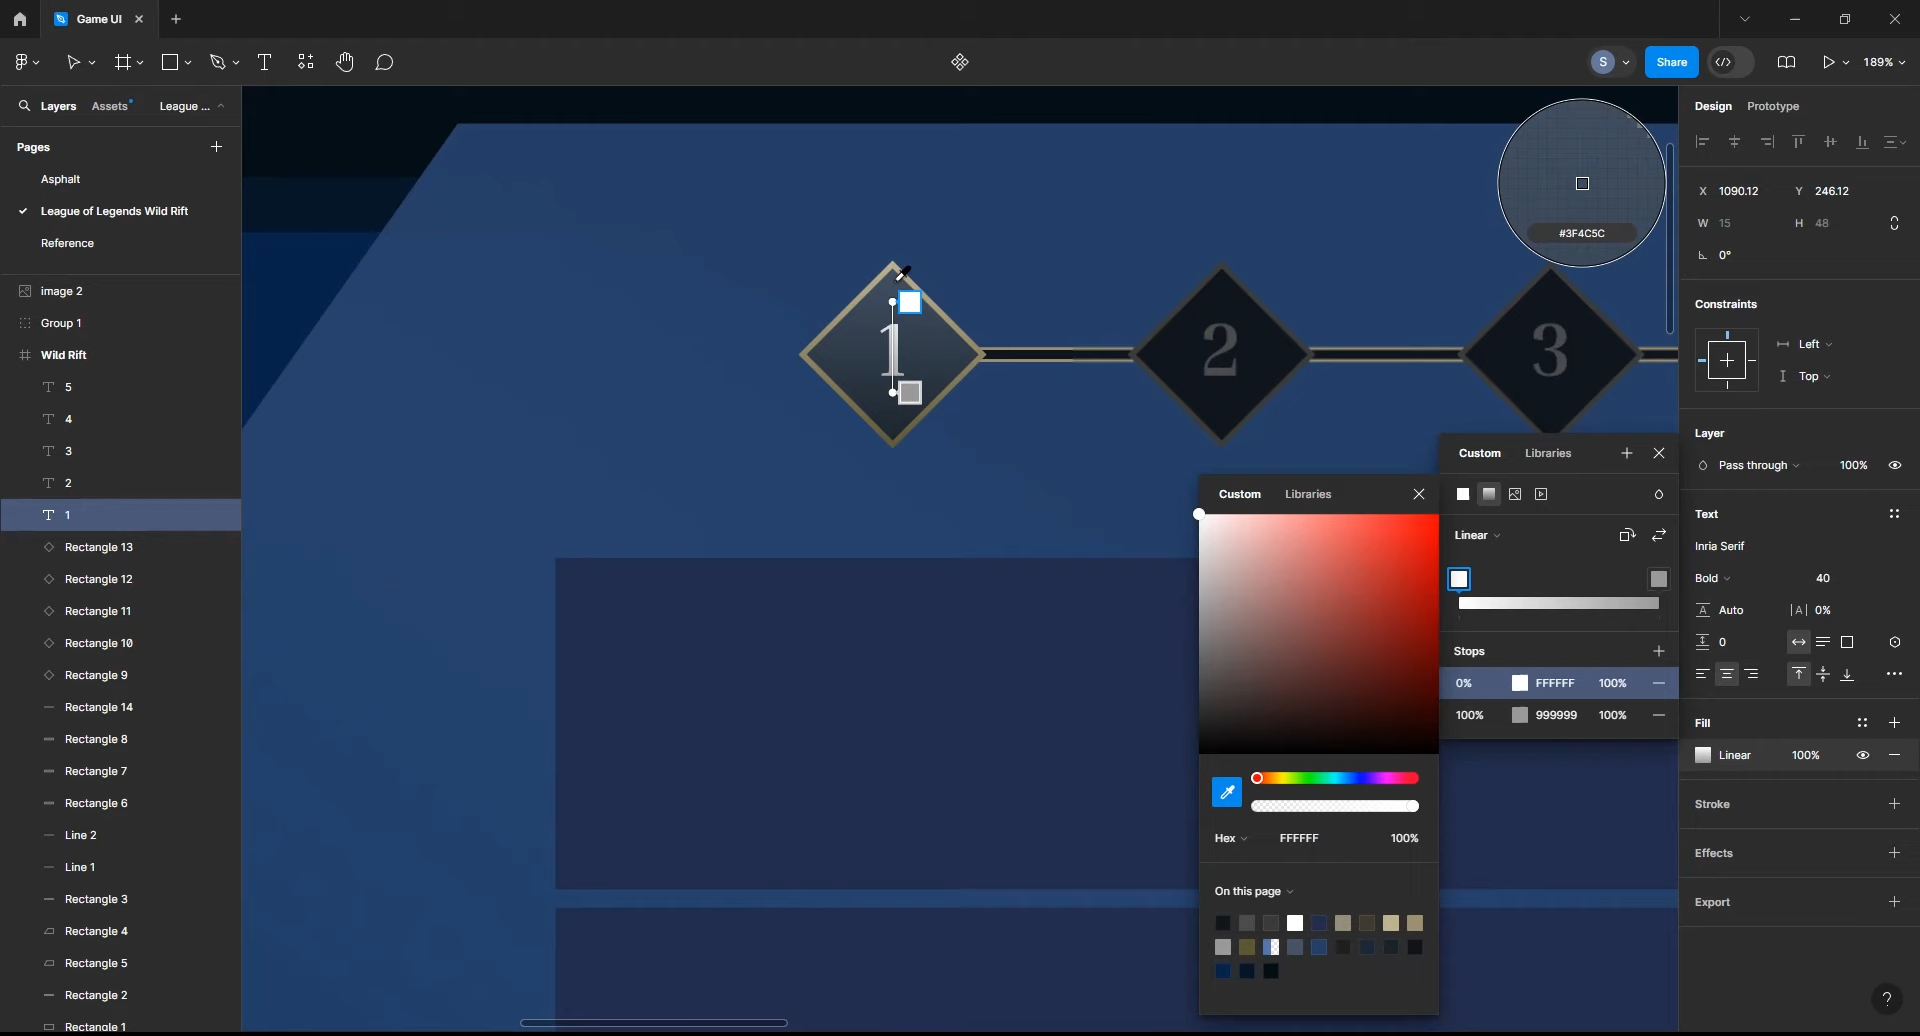 Game UI
S
Share
189%
Layers
Assets
League ...
Pages
Asphalt
League of Legends Wild Rift
Reference
image 2
Group 1
Wild Rift
5
4
3
2
1
Rectangle 13
Rectangle 12
Rectangle 11
Rectangle 10
Rectangle 9
Rectangle 14
Rectangle 8
Rectangle 7
Rectangle 6
Line 2
Line 1
Rectangle 3
Rectangle 4
Rectangle 5
Rectangle 2
Rectangle 1
1
2
3
#3F4C5C
Custom
Libraries
Hex
FFFFFF
100%
On this page
Custom
Libraries
Linear
Stops
0%
FFFFFF
100%
100%
999999
100%
Design
Prototype
X
1090.12
Y
246.12
W
15
H
48
0°
Constraints
Left
Top
Layer
Pass through
100%
Text
Inria Serif
Bold
40
A
Auto
|A|
0%
0
Fill
Linear
100%
Stroke
Effects
Export
?